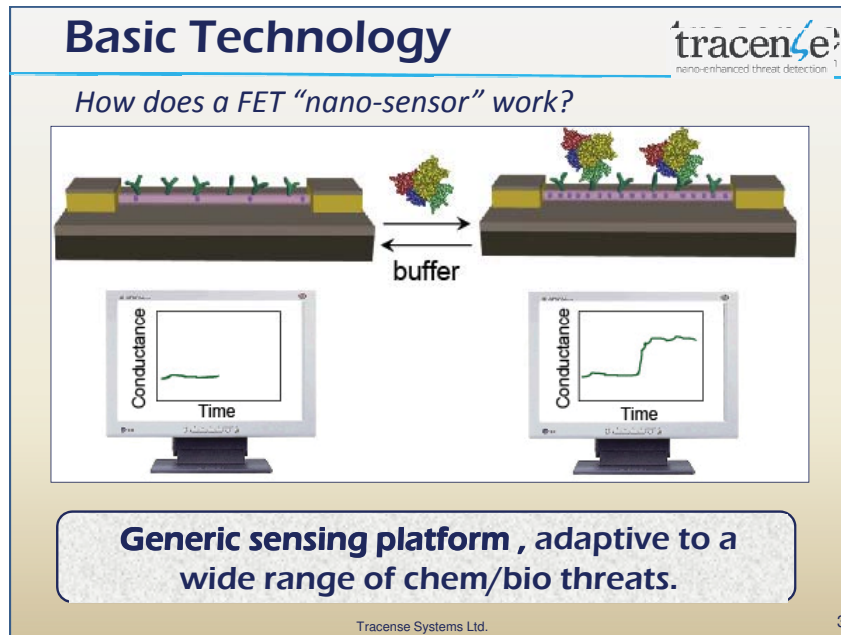 Basic Technology
tracense
nano-enhanced threat detection
How does a FET “nano-sensor” work?
buffer
Conductance
Time
Conductance
Time
Generic sensing platform , adaptive to a
wide range of chem/bio threats.
Tracense Systems Ltd.
3